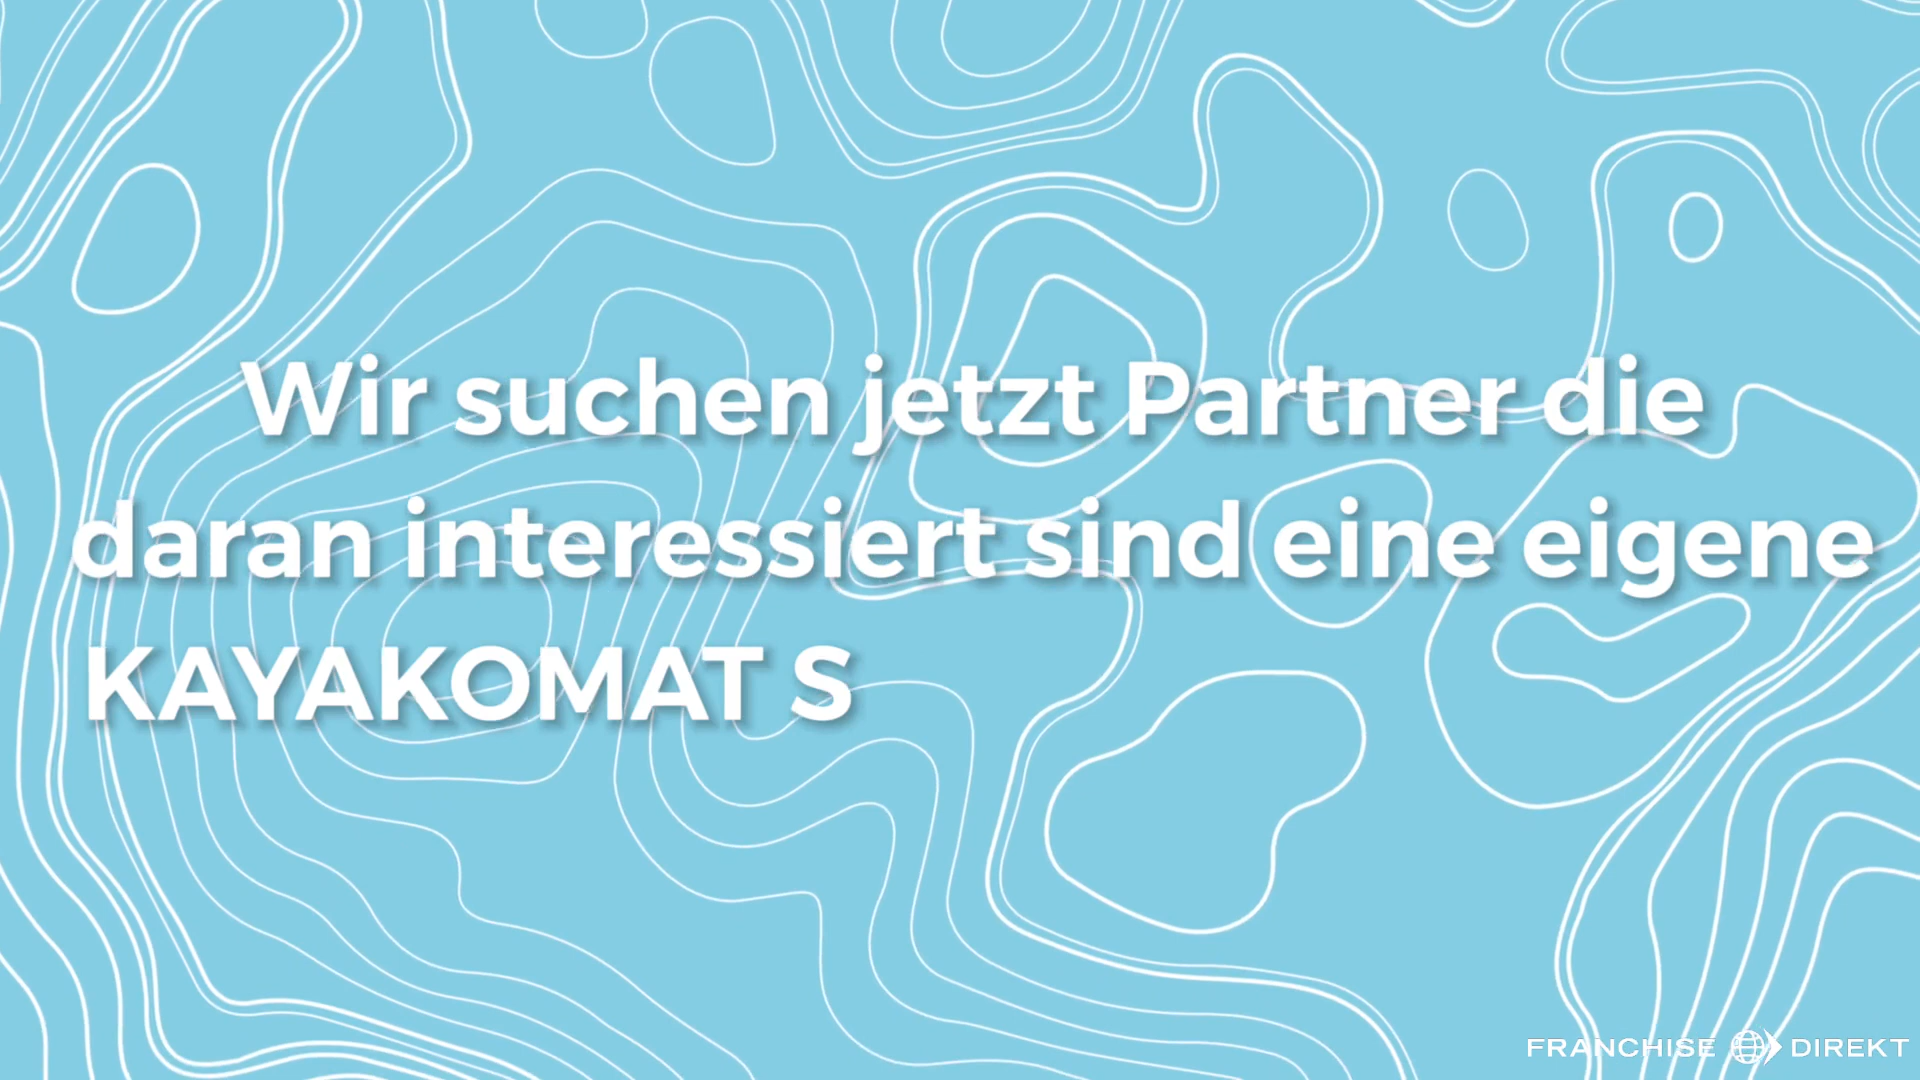 Wir suchen jetzt Partner die
daran interessiert sind eine eigene
KAYAKOMAT S
FRANCHISE DIREKT